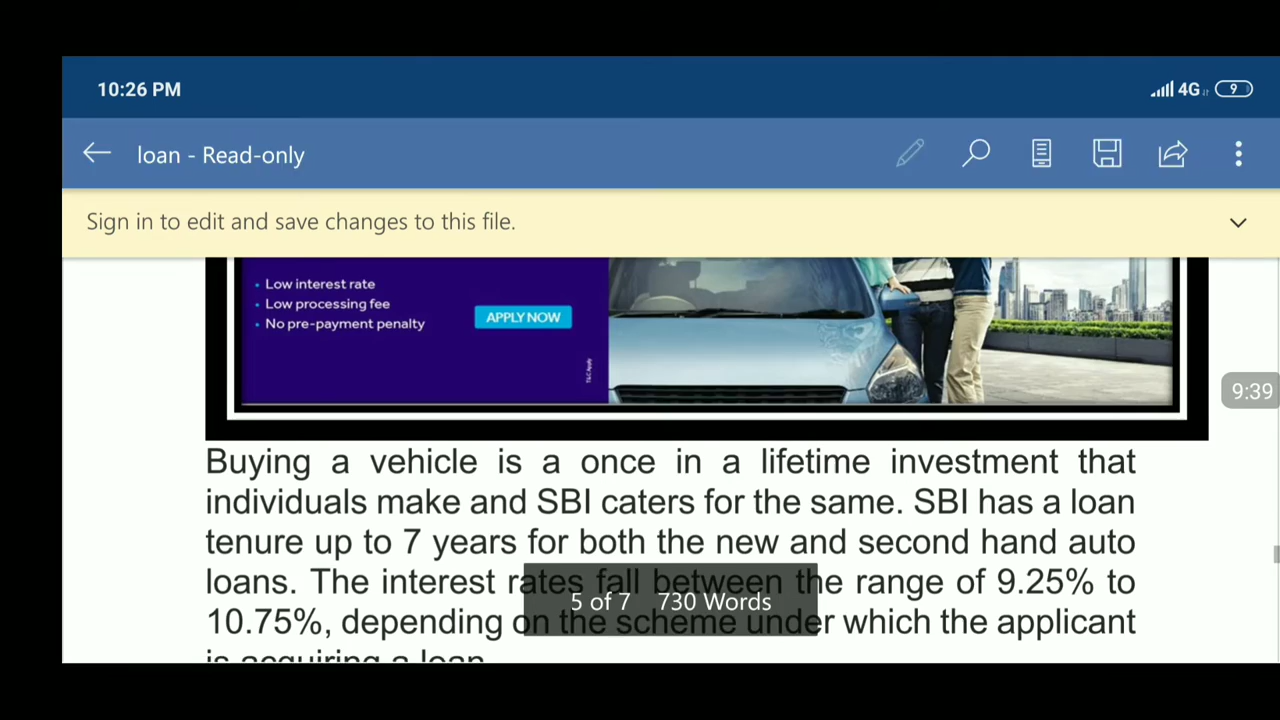 10:26 PM
4G
9
loan - Read-only
Sign in to edit and save changes to this file.
• Low interest rate
• Low processing fee
• No pre-payment penalty
APPLY NOW
T&C Apply
9:39
Buying a vehicle is a once in a lifetime investment that
individuals make and SBI caters for the same. SBI has a loan
tenure up to 7 years for both the new and second hand auto
loans. The interest rates fall between the range of 9.25% to
5 of 7 730 Words
10.75%, depending on the scheme under which the applicant
is acquiring a loan